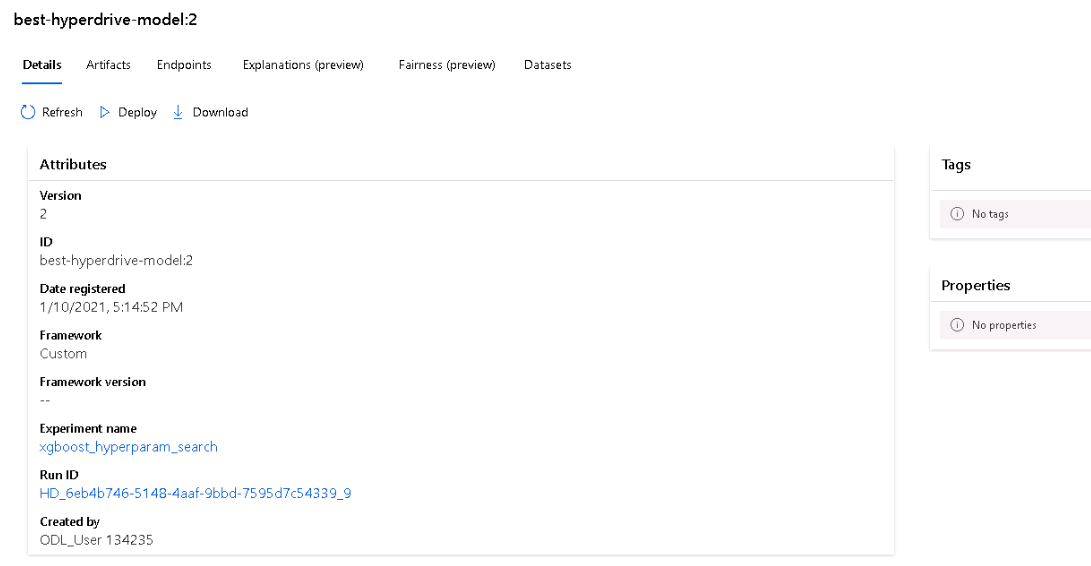 best-hyperdrive-model:2
Details Artifacts Endpoints Explanations (preview) Fairness (preview) Datasets
Refresh Deploy Download
Attributes
Version
2
ID
best-hyperdrive-model:2
Date registered
1/10/2021, 5:14:52 PM
Framework
Custom
Framework version
--
Experiment name
xgboost_hyperparam_search
Run ID
HD_6eb4b746-5148-4aaf-9bbd-7595d7c54339_9
Created by
ODL_User 134235
Tags
No tags
Properties
No properties